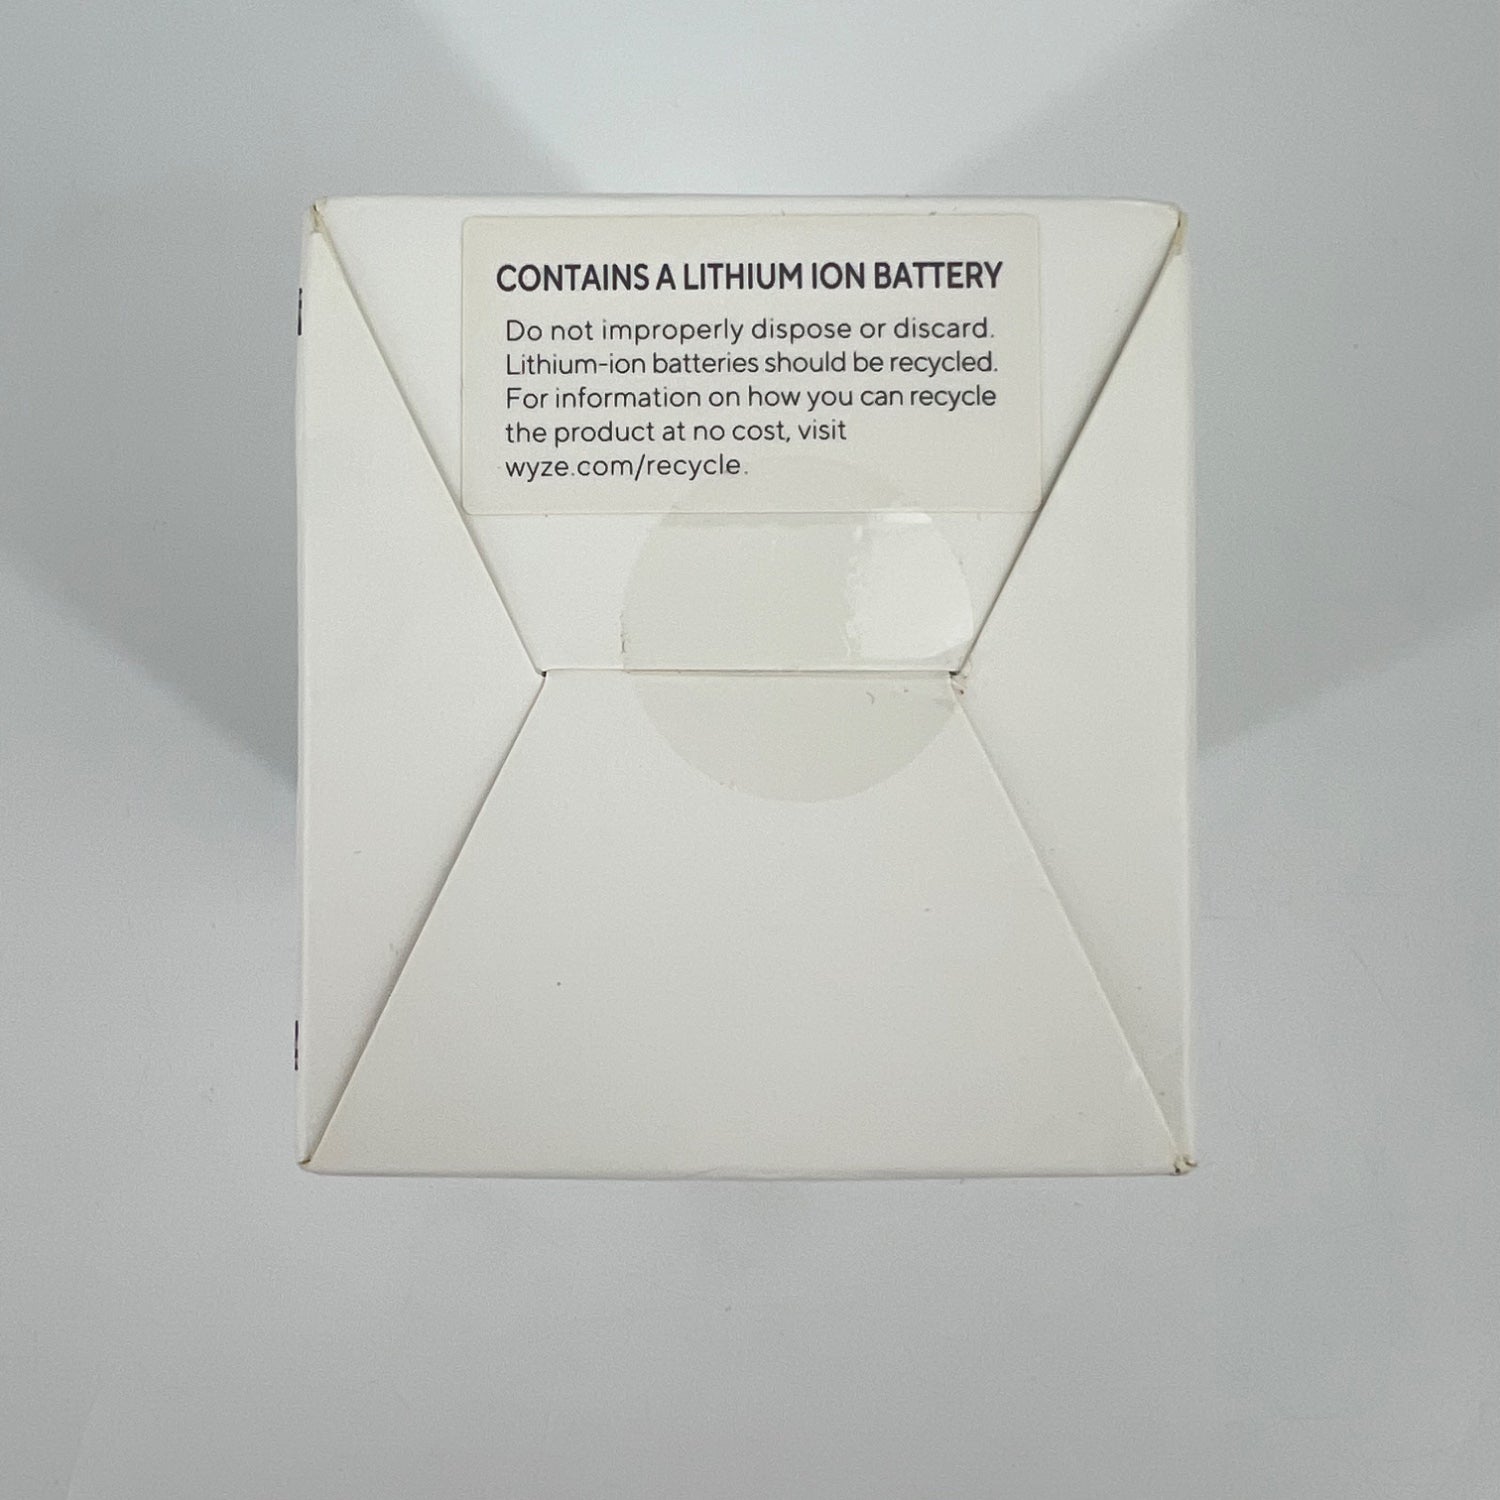 CONTAINS A LITHIUM ION BATTERY
Do not improperly dispose or discard.
Lithium-ion batteries should be recycled.
For information on how you can recycle
the product at no cost, visit
wyze.com/recycle.